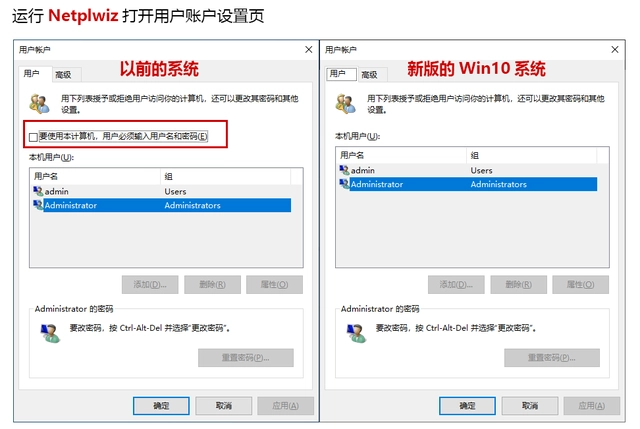 运行 Netplwiz 打开用户账户设置页
用户帐户
用户
高级
以前的系统
用下列表授予或拒绝用户访问你的计算机，还可以更改其密码和其他
设置。
要使用本计算机，用户必须输入用户名和密码(E)
本机用户(U):
用户名
组
admin
Users
Administrator
Administrators
添加(D)...
删除(R)
属性(O)
Administrator 的密码
要改密码，按 Ctrl-Alt-Del 并选择"更改密码"。
重置密码(P)...
确定
取消
应用(A)
用户帐户
用户
高级
新版的 Win10 系统
用下列表授予或拒绝用户访问你的计算机，还可以更改其密码和其他
设置。
本机用户(U):
用户名
组
admin
Users
Administrator
Administrators
添加(D)...
删除(R)
属性(O)
Administrator 的密码
要改密码，按 Ctrl-Alt-Del 并选择"更改密码"。
重置密码(P)...
确定
取消
应用(A)